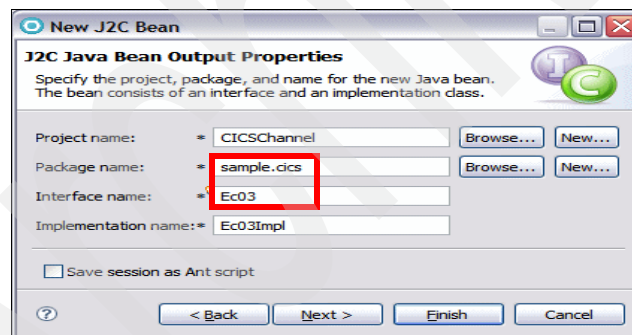 New J2C Bean
J2C Java Bean Output Properties
Specify the project, package, and name for the new Java bean.
The bean consists of an interface and an implementation class.
Project name: * CICSChannel Browse... New...
Package name: * sample.cics Browse... New...
Interface name: * Ec03
Implementation name:* Ec03Impl
Save session as Ant script
? < Back Next > Finish Cancel